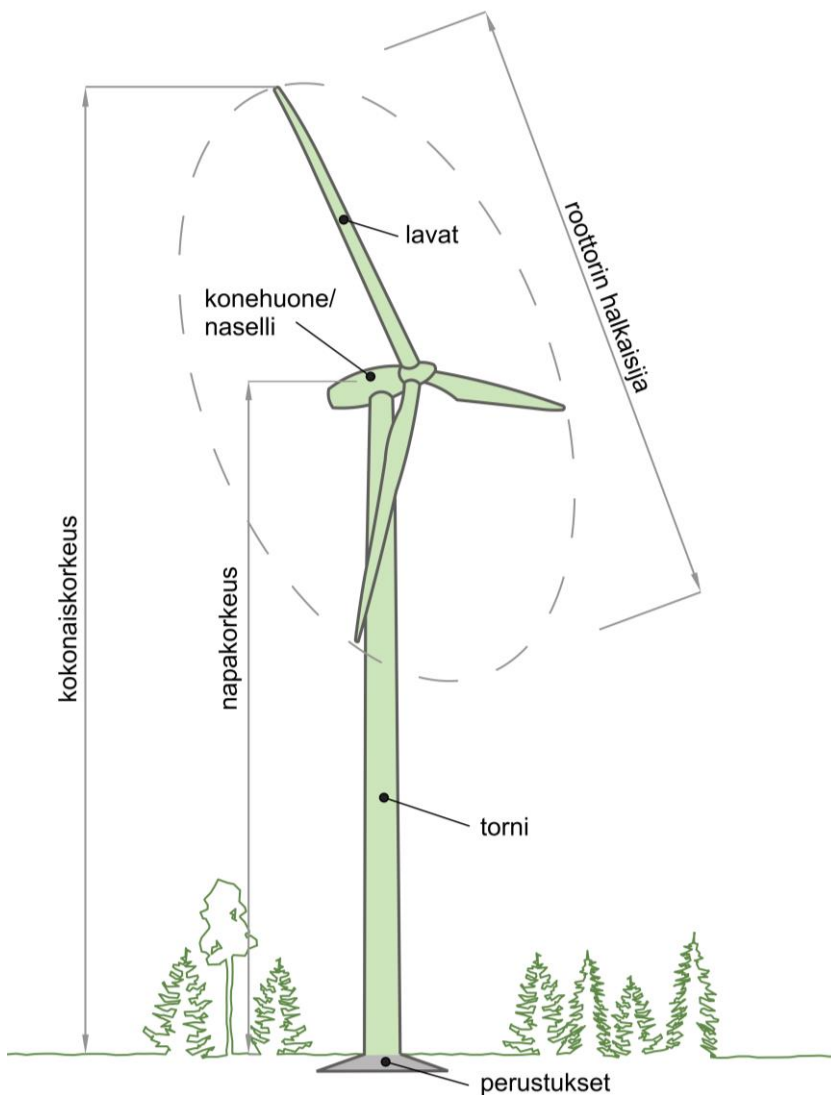 lavat
roottorin halkaisija
konehuone/
naselli
kokonaiskorkeus
napakorkeus
torni
perustukset